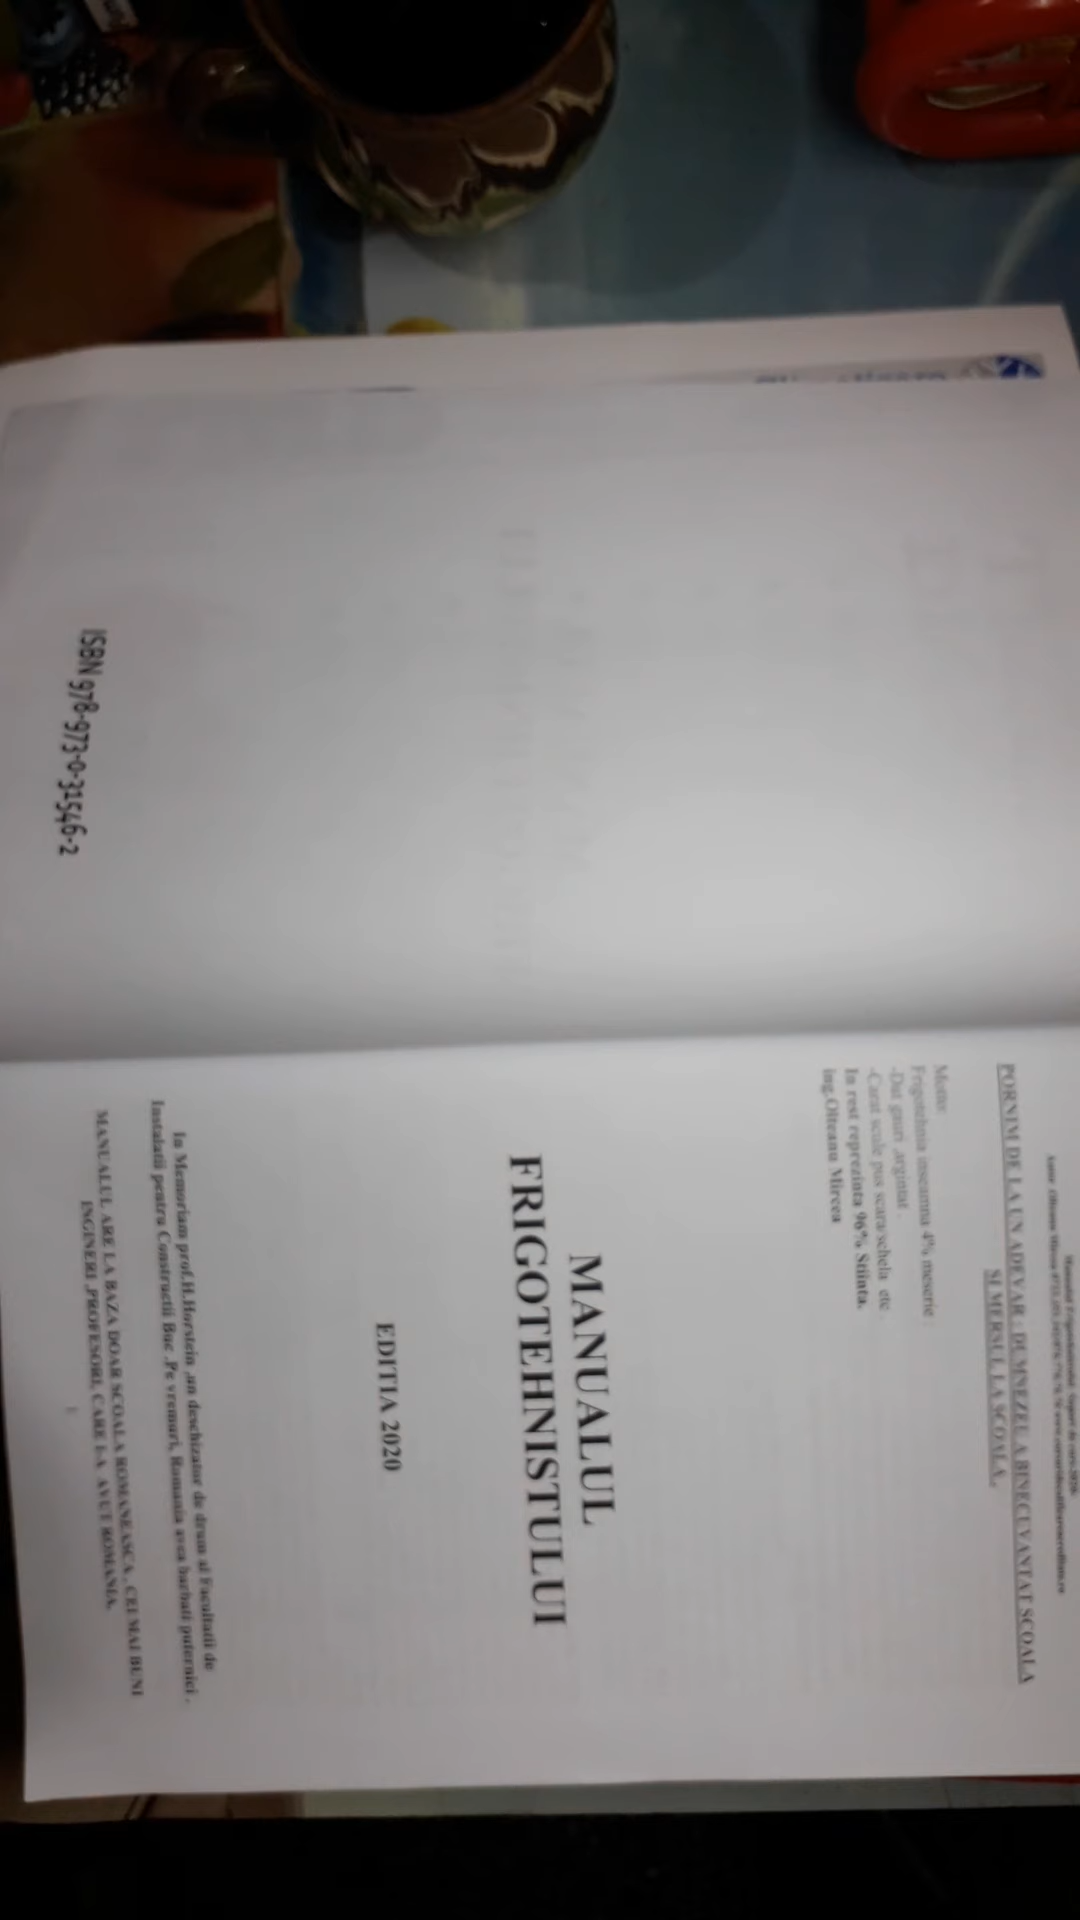 ISBN 978-973-0-31546-2
PORNIM DE LA UN ADEVAR : DUMNEZEU A BINECUVANTAT SCOALA
SI MERSUL LA SCOALA .
Motto:
Frigotehnia inseamna 4% meserie :
-Dat gauri ,argintat .
-Carat scule pus scara/schela etc .
In rest reprezinta 96% Stiinta.
ing.Olteanu Mircea
MANUALUL
FRIGOTEHNISTULUI
EDITIA 2020
In Memoriam prof.H.Horstein ,un deschizator de drum al Facultatii de
Instalatii pentru Constructii Buc .Pe vremuri, Romania avea barbati puternici .
MANUALUL ARE LA BAZA DOAR SCOALA ROMANEASCA , CEI MAI BUNI
INGINERI ,PROFESORI, CARE I-A AVUT ROMANIA.